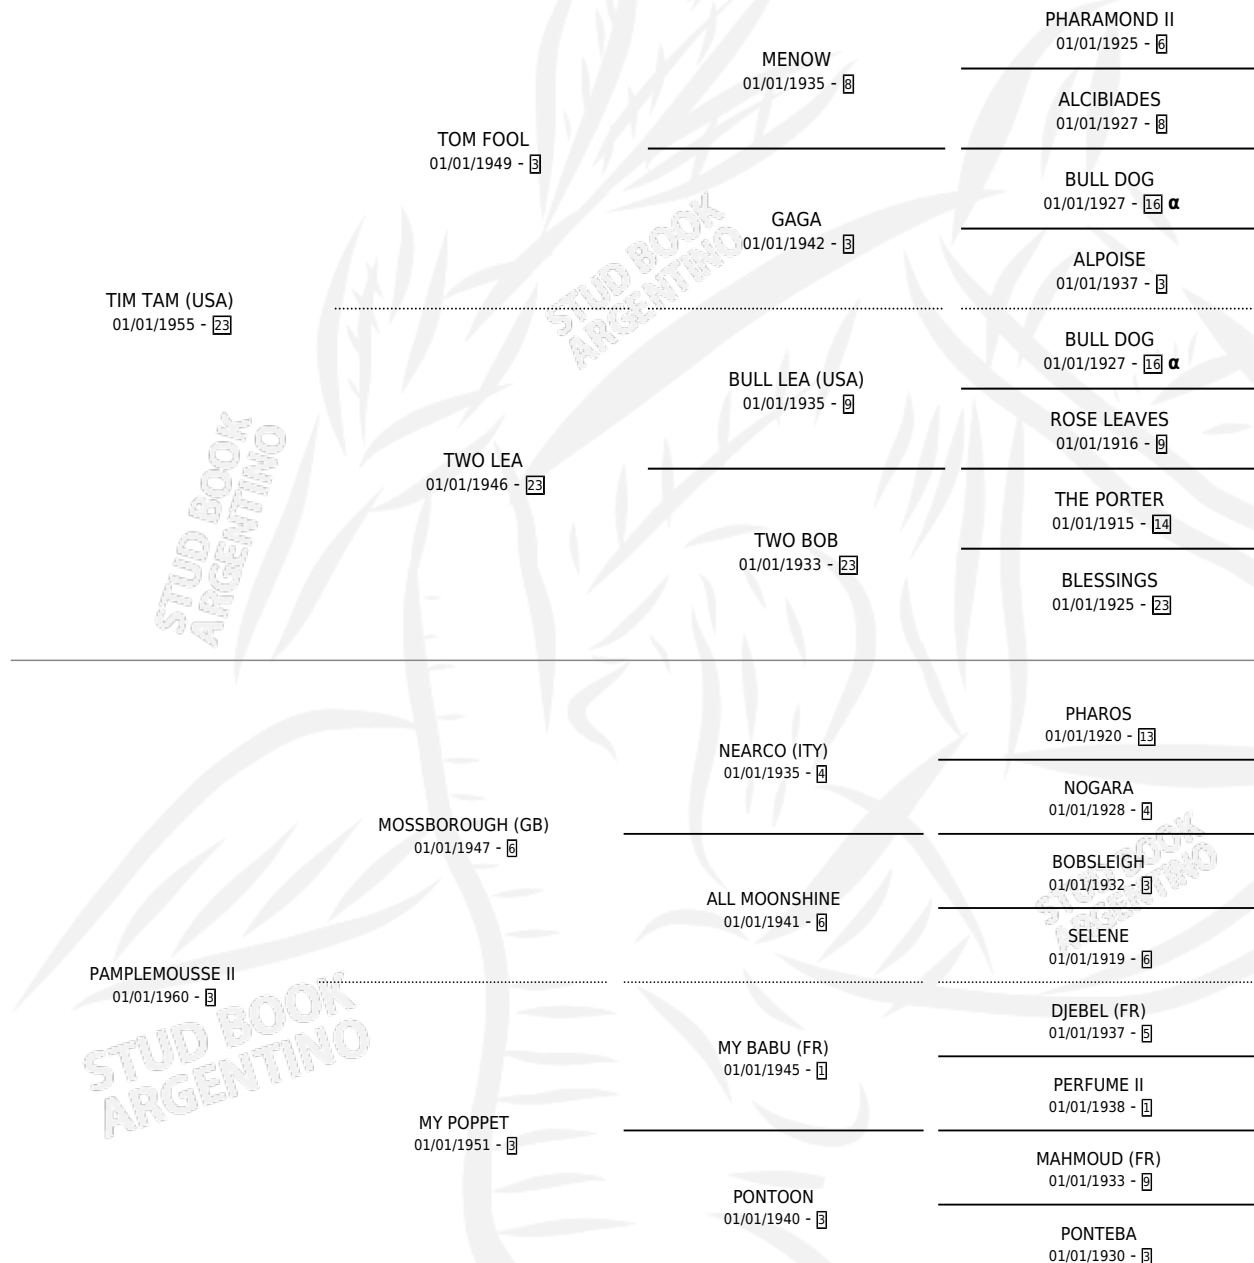 PHARAMOND II
01/01/1925 - 6
MENOW
01/01/1935 - 8
ALCIBIADES
01/01/1927 - 8
TOM FOOL
01/01/1949 - 3
BULL DOG
01/01/1927 - 16 α
GAGA
01/01/1942 - 3
ALPOISE
01/01/1937 - 3
TIM TAM (USA)
01/01/1955 - 23
BULL DOG
01/01/1927 - 16 α
BULL LEA (USA)
01/01/1935 - 9
ROSE LEAVES
01/01/1916 - 9
TWO LEA
01/01/1946 - 23
THE PORTER
01/01/1915 - 14
TWO BOB
01/01/1933 - 23
BLESSINGS
01/01/1925 - 23
PHAROS
01/01/1920 - 13
NEARCO (ITY)
01/01/1935 - 4
NOGARA
01/01/1928 - 4
MOSSBOROUGH (GB)
01/01/1947 - 6
BOBSLEIGH
01/01/1932 - 3
ALL MOONSHINE
01/01/1941 - 6
SELENE
01/01/1919 - 6
PAMPLEMOUSSE II
01/01/1960 - 3
DJEBEL (FR)
01/01/1937 - 5
MY BABU (FR)
01/01/1945 - 1
PERFUME II
01/01/1938 - 1
MY POPPET
01/01/1951 - 3
MAHMOUD (FR)
01/01/1933 - 9
PONTOON
01/01/1940 - 3
PONTEBA
01/01/1930 - 3
STUD BOOK
ARGENTINO
STUD BOOK
ARGENTINO
STUD BOOK
ARGENTINO
STUD BOOK
ARGENTINO